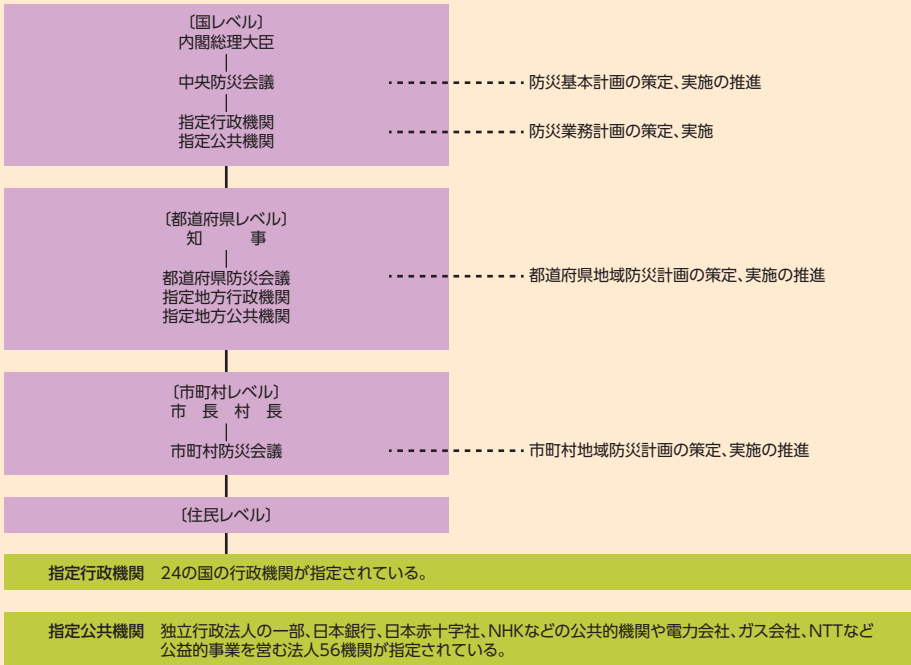 〔国レベル〕
内閣総理大臣
中央防災会議
防災基本計画の策定、実施の推進
指定行政機関
指定公共機関
防災業務計画の策定、実施
〔都道府県レベル〕
知　　　事
都道府県防災会議
指定地方行政機関
指定地方公共機関
都道府県地域防災計画の策定、実施の推進
〔市町村レベル〕
市　長　村　長
市町村防災会議
市町村地域防災計画の策定、実施の推進
〔住民レベル〕
指定行政機関　24の国の行政機関が指定されている。
指定公共機関　独立行政法人の一部、日本銀行、日本赤十字社、NHKなどの公共的機関や電力会社、ガス会社、NTTなど
公益的事業を営む法人56機関が指定されている。